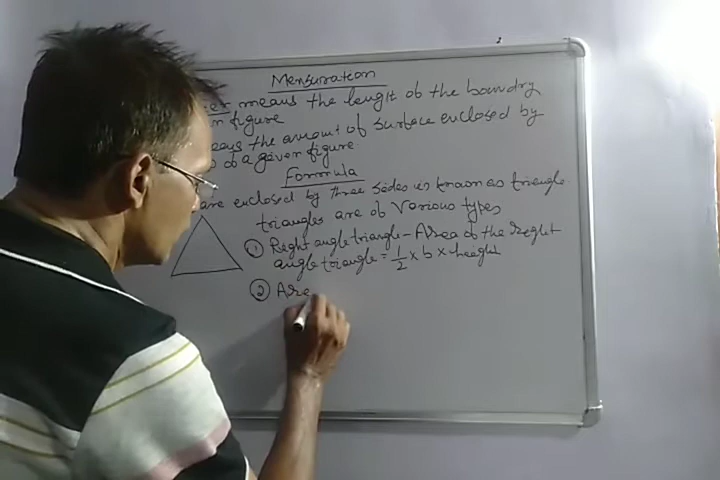 Mensuration
means the lengit of the boundry
figure
the amount of surface enclosed by
of a given figure
Formula
are enclosed by three sides is known as triangle.
triangles are of Various types
① Right angle triangle - Area of the Right
angle triangle = 1/2 x b x height
② Are